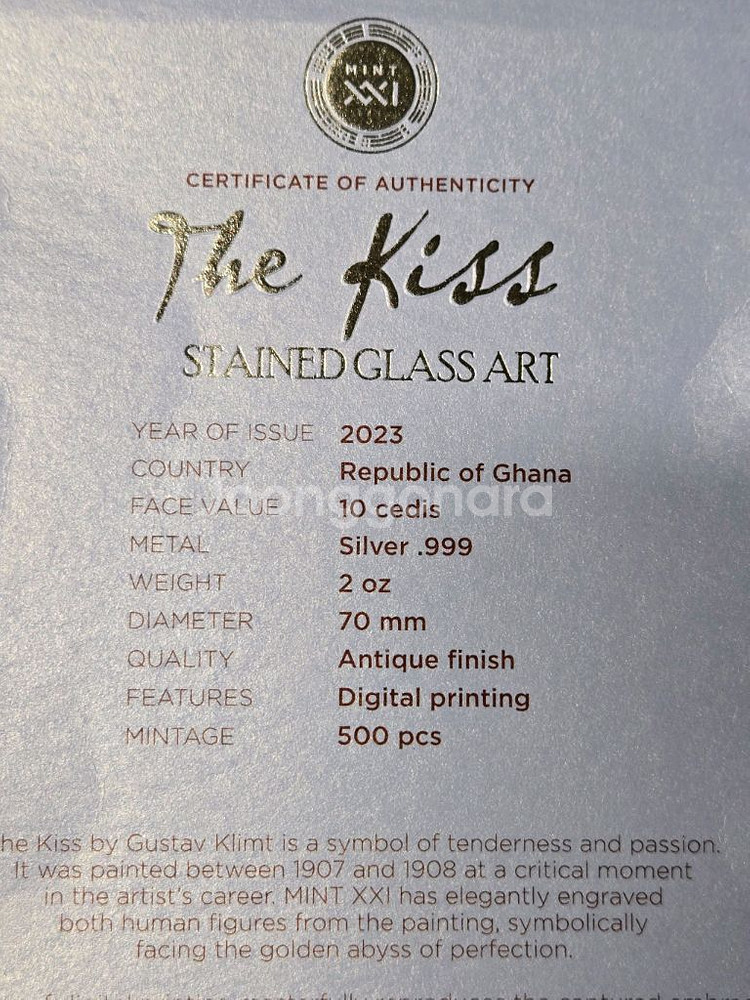 MINT
XXI
CERTIFICATE OF AUTHENTICITY
The Kiss
STAINED GLASS ART
YEAR OF ISSUE 2023
COUNTRY Republic of Ghana
FACE VALUE 10 cedis
METAL Silver .999
WEIGHT 2 oz
DIAMETER 70 mm
QUALITY Antique finish
FEATURES Digital printing
MINTAGE 500 pcs
he Kiss by Gustav Klimt is a symbol of tenderness and passion.
It was painted between 1907 and 1908 at a critical moment
in the artist's career. MINT XXI has elegantly engraved
both human figures from the painting, symbolically
facing the golden abyss of perfection.